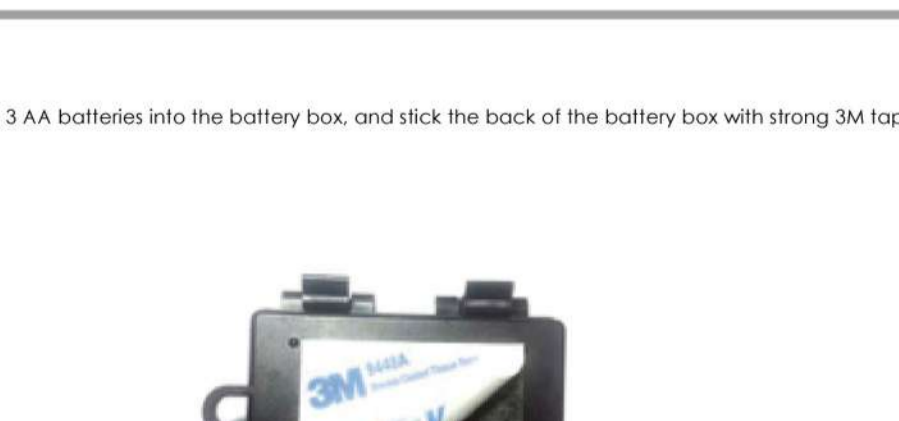 3 AA batteries into the battery box, and stick the back of the battery box with strong 3M tap
3M 9448A